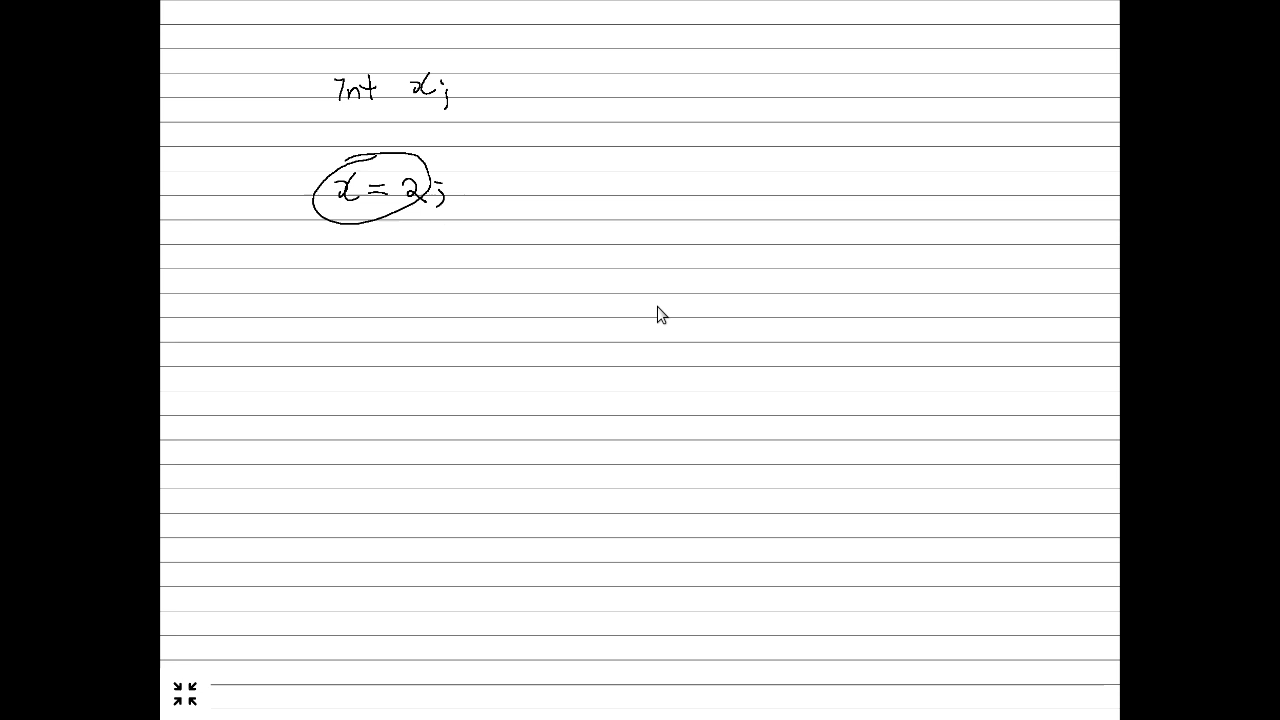 int x;
x = 2;